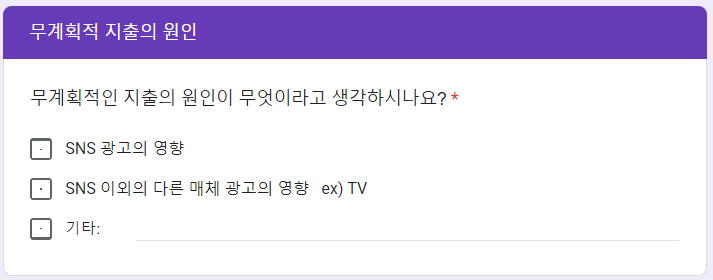 무계획적 지출의 원인
무계획적인 지출의 원인이 무엇이라고 생각하시나요? *
SNS 광고의 영향
SNS 이외의 다른 매체 광고의 영향 ex) TV
기타: